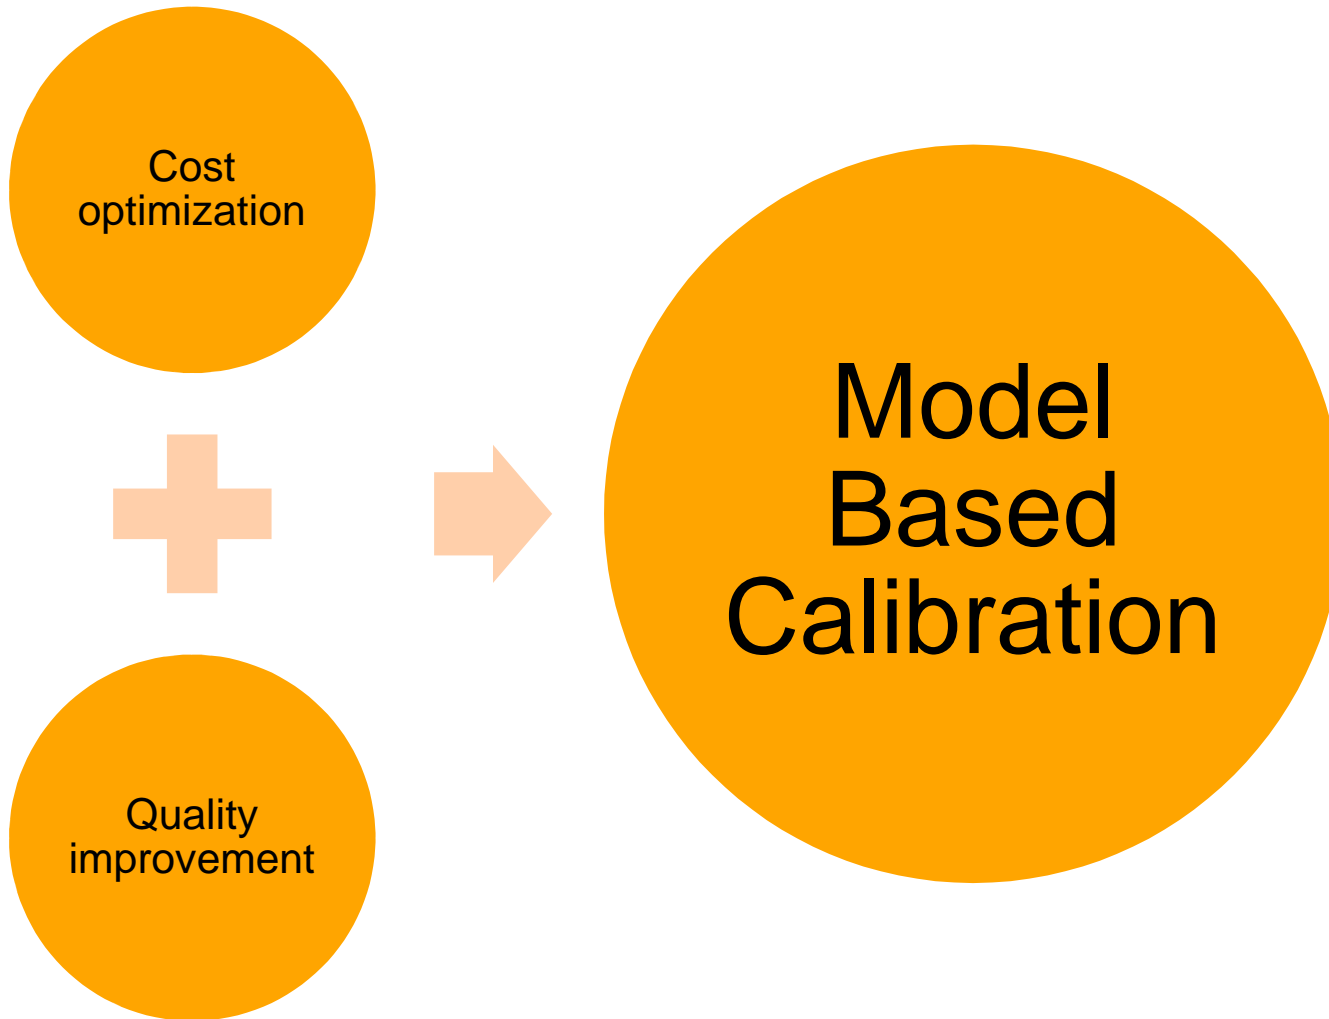 Cost
optimization
Quality
improvement
Model
Based
Calibration